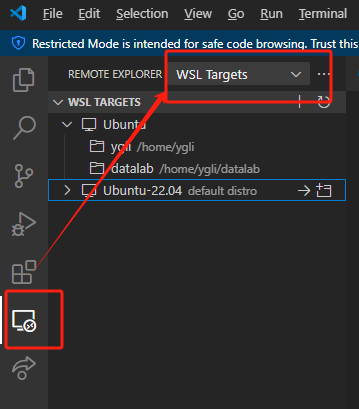 File Edit Selection View Go Run Terminal
Restricted Mode is intended for safe code browsing. Trust this
REMOTE EXPLORER WSL Targets
WSL TARGETS
Ubuntu
ygli /home/ygli
datalab /home/ygli/datalab
Ubuntu-22.04 default distro